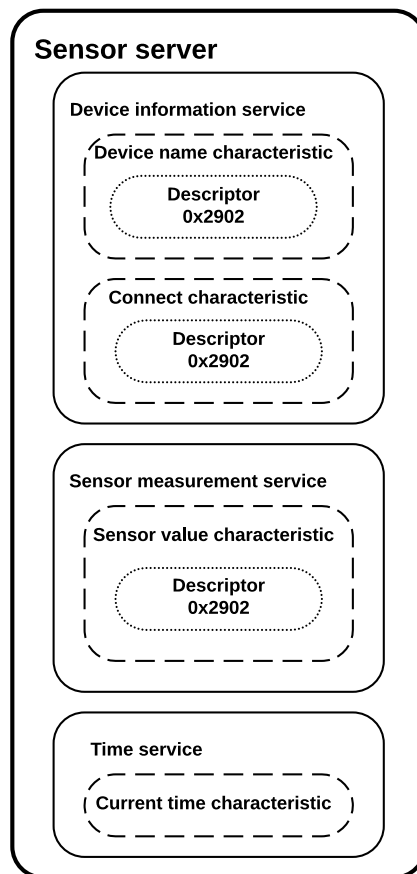 Sensor server
Device information service
Device name characteristic
Descriptor
0x2902
Connect characteristic
Descriptor
0x2902
Sensor measurement service
Sensor value characteristic
Descriptor
0x2902
Time service
Current time characteristic